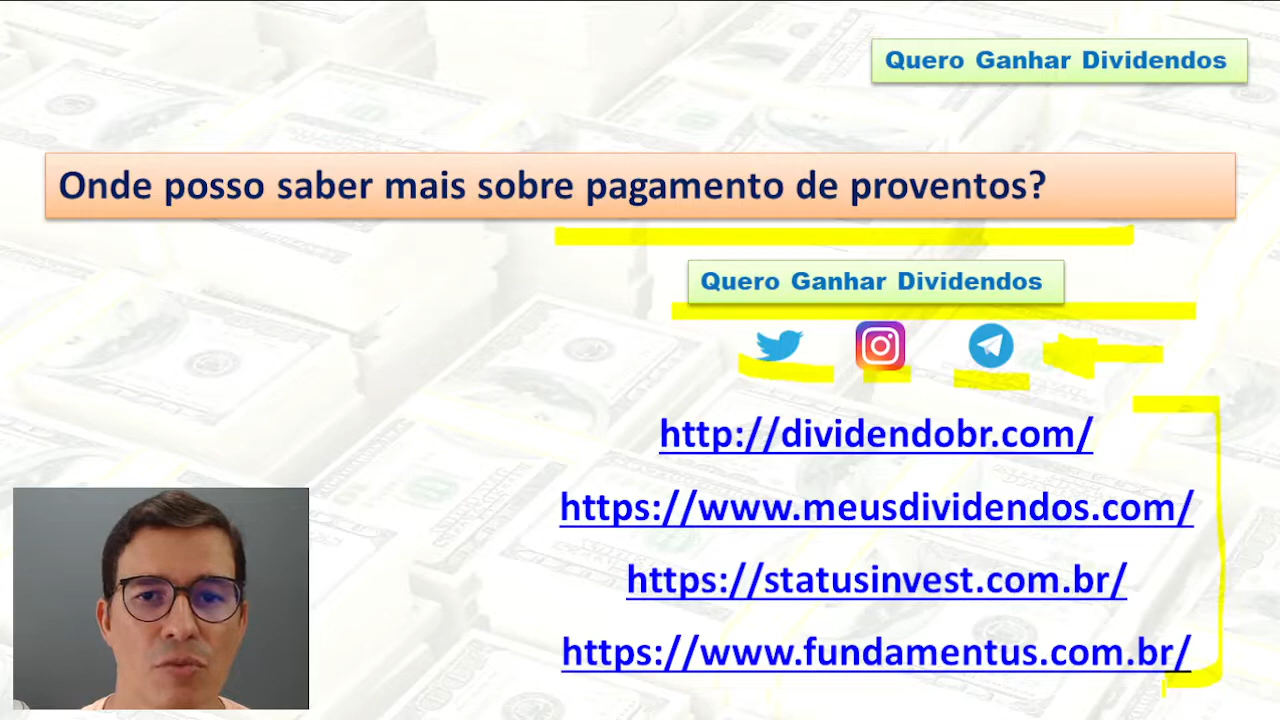 Quero Ganhar Dividendos
Onde posso saber mais sobre pagamento de proventos?
Quero Ganhar Dividendos
http://dividendobr.com/
https://www.meusdividendos.com/
https://statusinvest.com.br/
https://www.fundamentus.com.br/